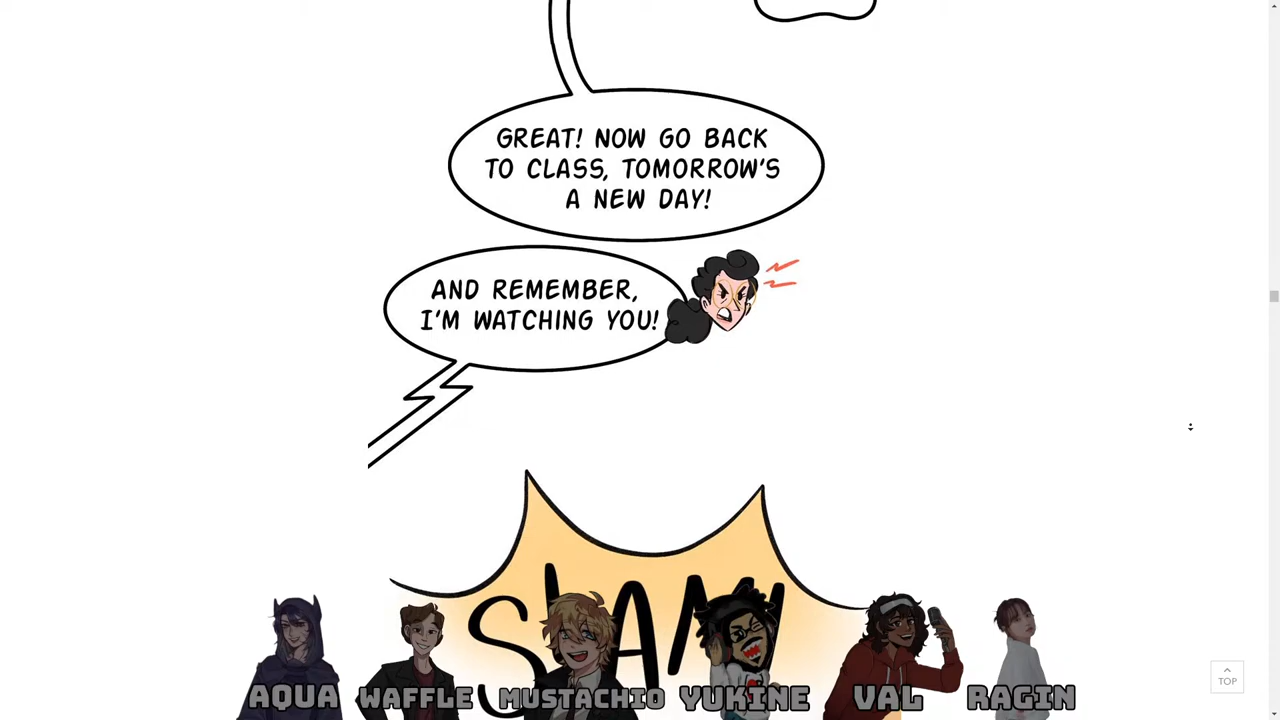 GREAT! NOW GO BACK
TO CLASS, TOMORROW'S
A NEW DAY!
AND REMEMBER,
I'M WATCHING YOU!
SLAM
AQUA
WAFFLE
MUSTACHIO
YUKINE
VAL
RAGIN
TOP